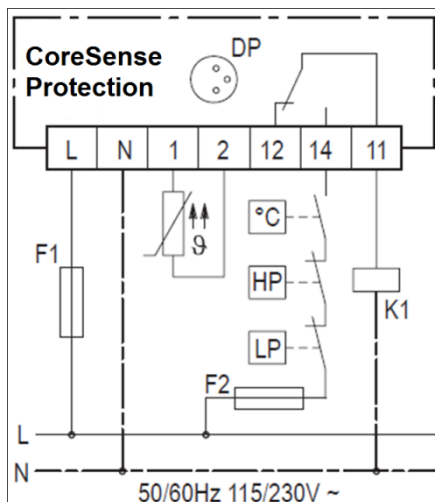 CoreSense
Protection
DP
L N 1 2 12 14 11
°C
F1
ϑ
HP
K1
LP
F2
L
N
50/60Hz 115/230V ~